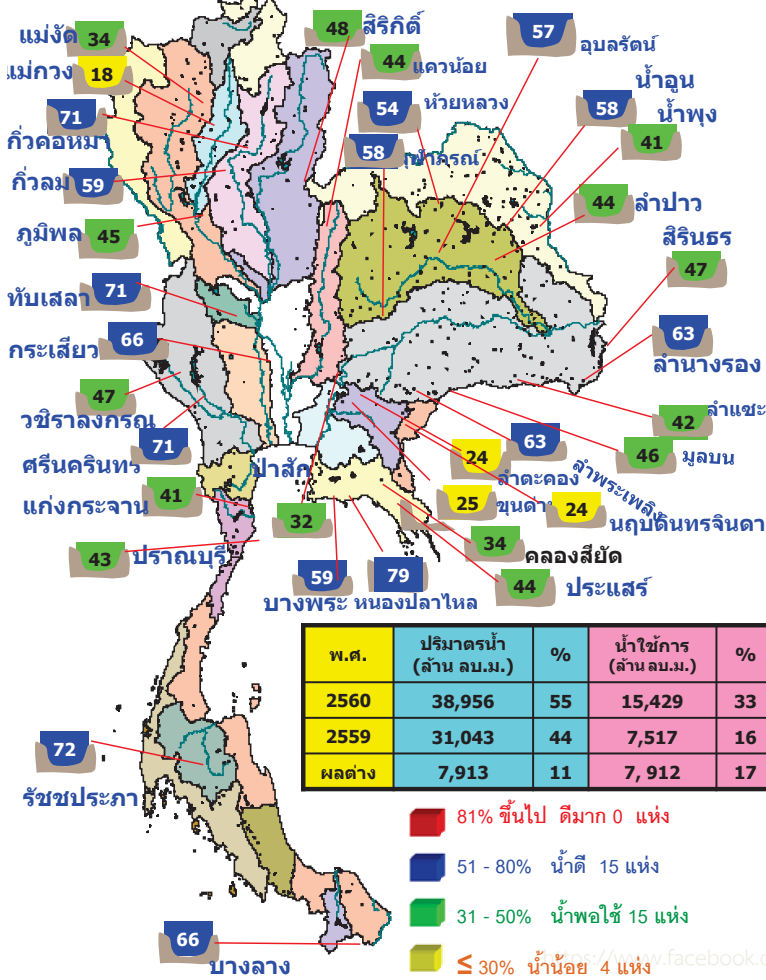 แม่งัด 34
แม่กวง 18
71
กิ่วคอหมา
กิ่วลม 59
ภูมิพล 45
ทับเสลา 71
กระเสียว 66
47
วชิราลงกรณ
ศรีนครินทร 71
แก่งกระจาน 41
43 ปราณบุรี
48 สิริกิติ์
44 แควน้อย
54 ห้วยหลวง
58 จุฬาภรณ์
57 อุบลรัตน์
น้ำอูน
58 น้ำพุง
41
44 ลำปาว
สิรินธร
47
63
ลำนางรอง
42 ลำแชะ
46 มูลบน
63
ลำพระเพลิง
24
ลำตะคอง
25 ขุนด่าน
24 นฤบดินทรจินดา
ป่าสัก
32
34
คลองสียัด
44 ประแสร์
59
บางพระ
79
หนองปลาไหล
72
รัชชประภา
66
บางลาง
พ.ศ. ปริมาตรน้ำ (ล้าน ลบ.ม.) % น้ำใช้การ (ล้าน ลบ.ม.) %
2560 38,956 55 15,429 33
2559 31,043 44 7,517 16
ผลต่าง 7,913 11 7, 912 17
81% ขึ้นไป ดีมาก 0 แห่ง
51 - 80% น้ำดี 15 แห่ง
31 - 50% น้ำพอใช้ 15 แห่ง
≤ 30% น้ำน้อย 4 แห่ง
https://www.facebook.c